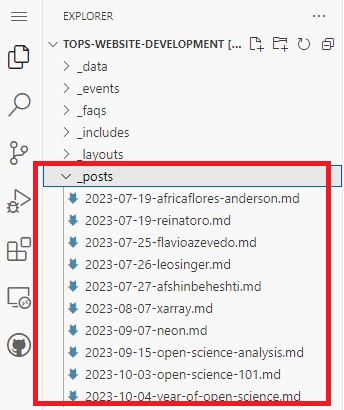 EXPLORER
TOPS-WEBSITE-DEVELOPMENT [...
_data
_events
_faqs
_includes
_layouts
_posts
2023-07-19-africaflores-anderson.md
2023-07-19-reinatoro.md
2023-07-25-flavioazevedo.md
2023-07-26-leosinger.md
2023-07-27-afshinbeheshti.md
2023-08-07-xarray.md
2023-09-07-neon.md
2023-09-15-open-science-analysis.md
2023-10-03-open-science-101.md
2023-10-04-year-of-open-science.md